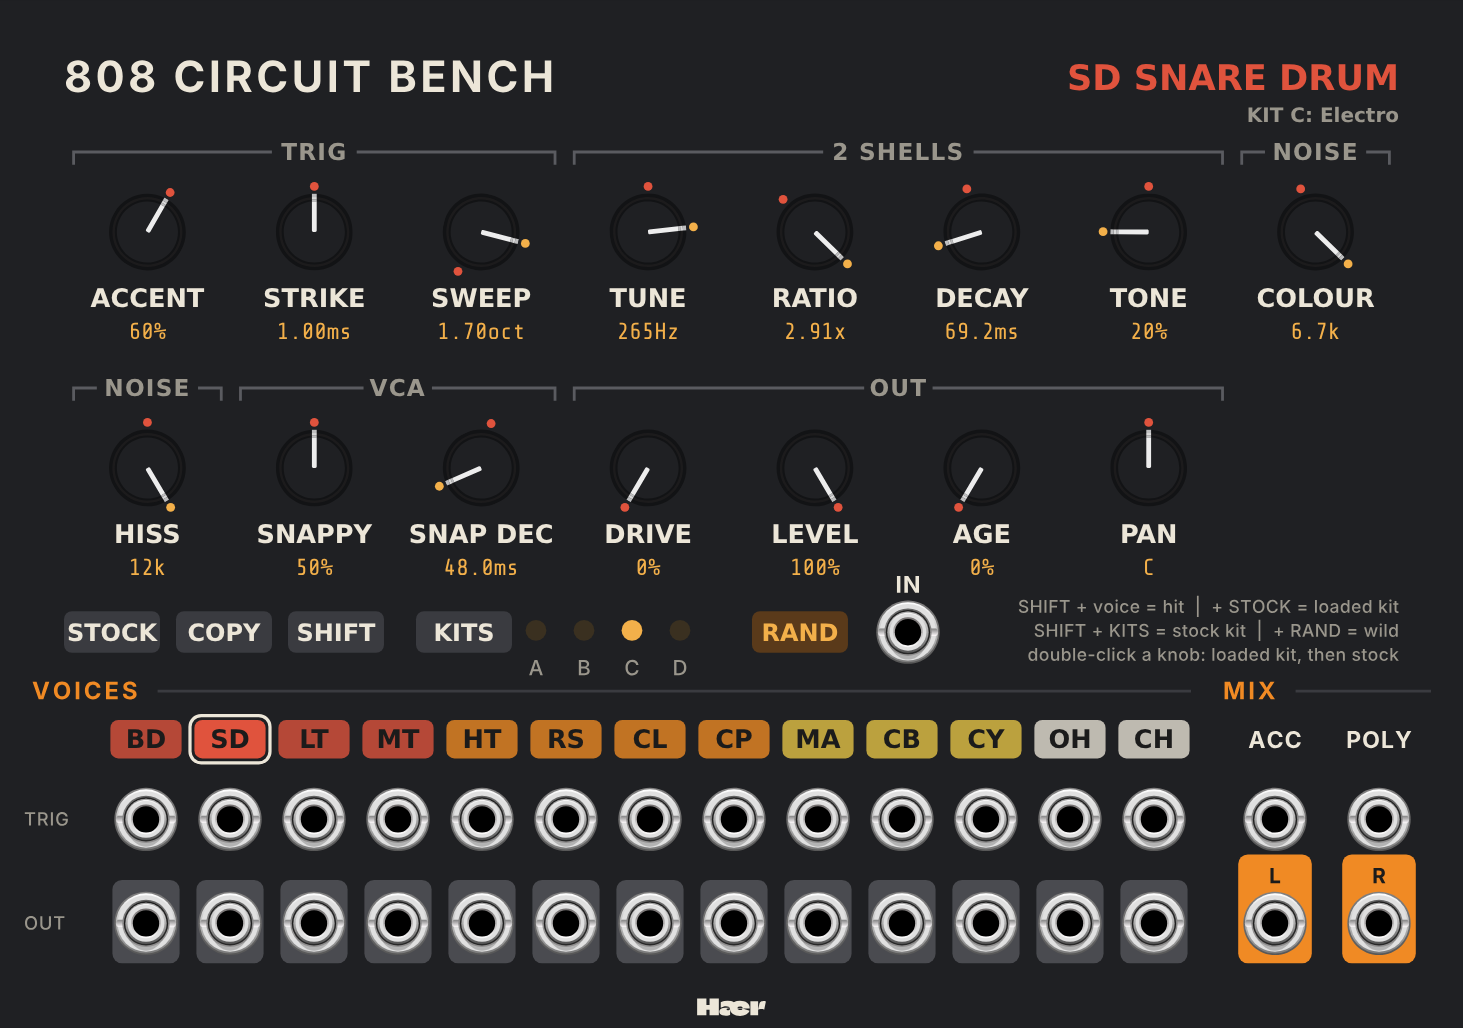 808 CIRCUIT BENCH
SD SNARE DRUM
KIT C: Electro
TRIG 2 SHELLS NOISE
ACCENT STRIKE SWEEP TUNE RATIO DECAY TONE COLOUR
60% 1.00ms 1.70oct 265Hz 2.91x 69.2ms 20% 6.7k
NOISE VCA OUT
HISS SNAPPY SNAP DEC DRIVE LEVEL AGE PAN
12k 50% 48.0ms 0% 100% 0% C
IN
SHIFT + voice = hit | + STOCK = loaded kit
STOCK COPY SHIFT KITS RAND
SHIFT + KITS = stock kit | + RAND = wild
double-click a knob: loaded kit, then stock
A B C D
VOICES MIX
BD SD LT MT HT RS CL CP MA CB CY OH CH ACC POLY
TRIG
L R
OUT
Hær